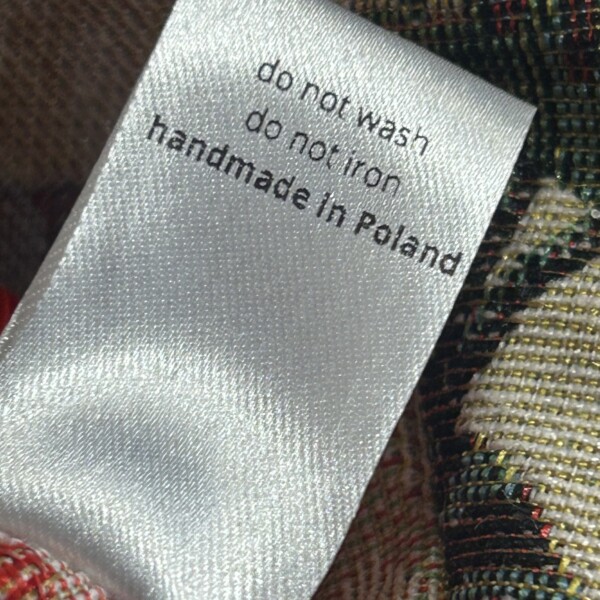 do not wash
do not iron
handmade in Poland